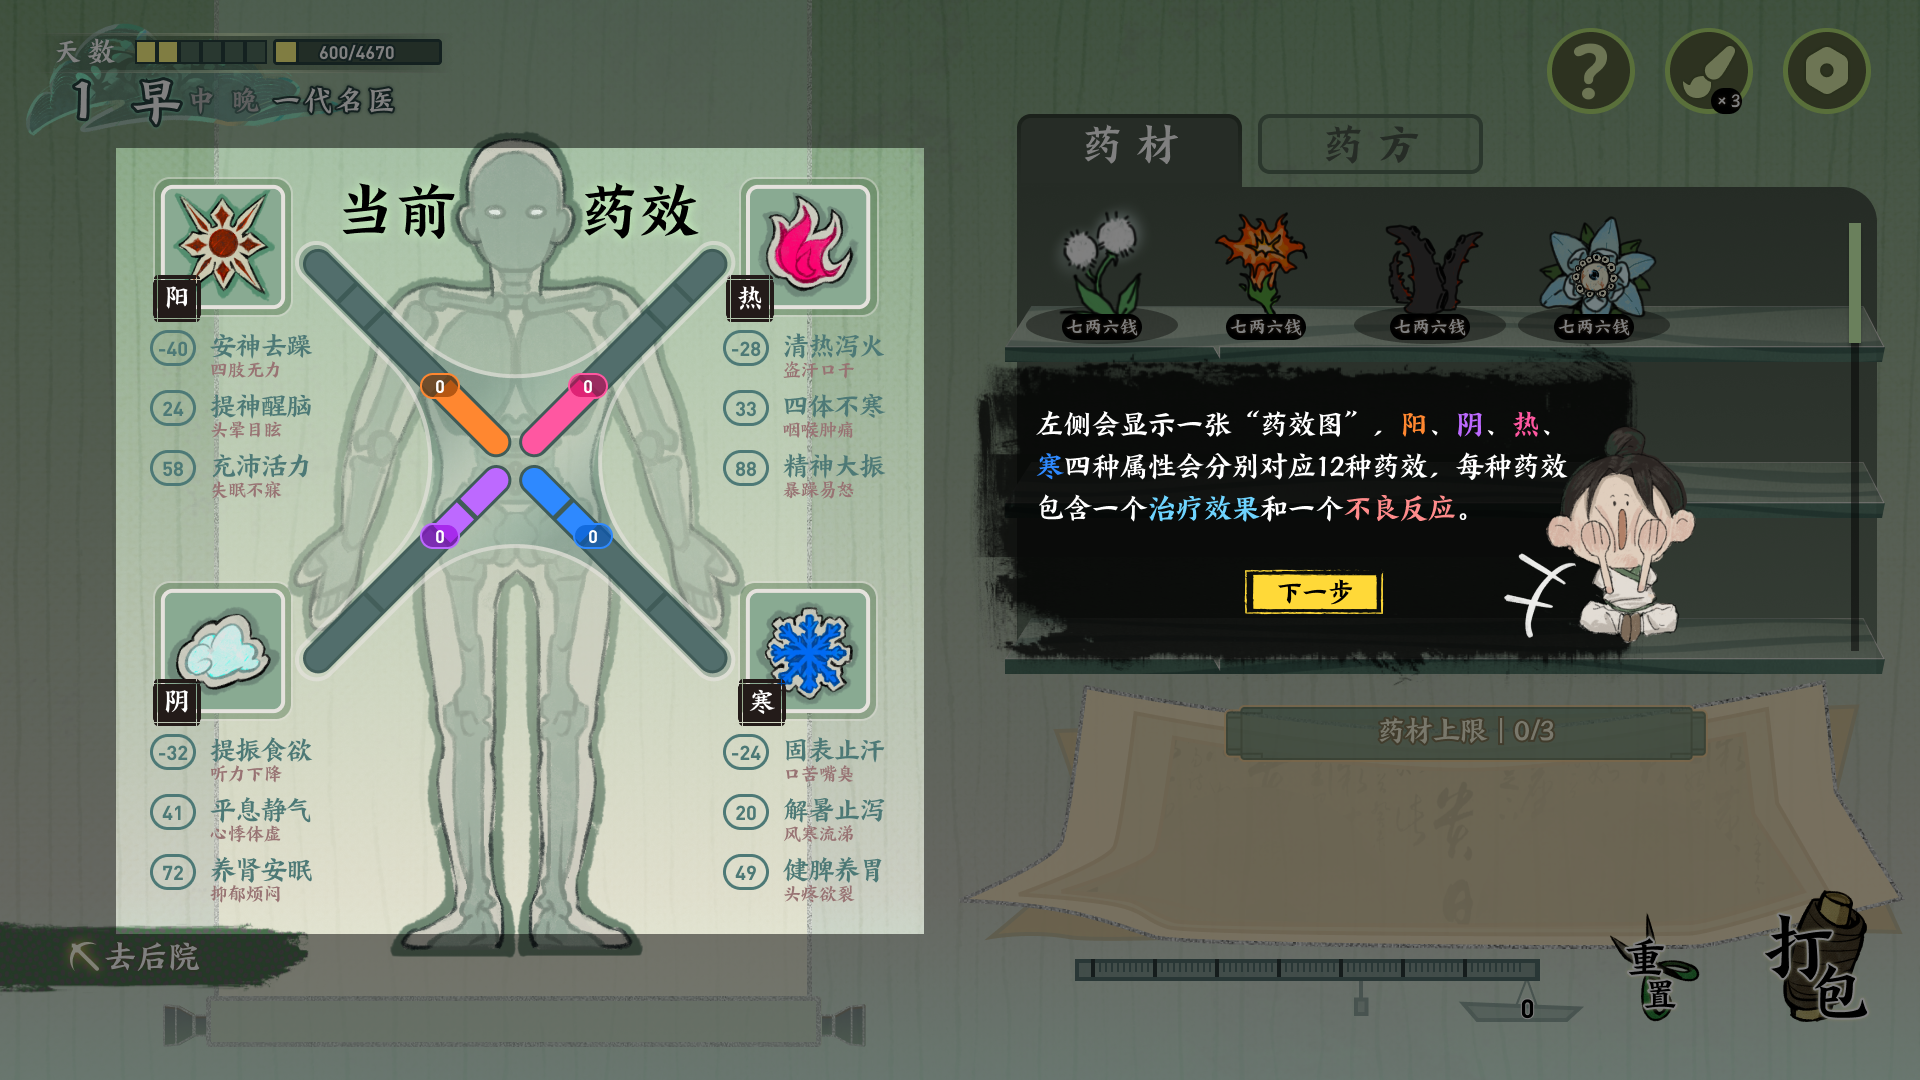 天数
600/4670
1 早 中 晚 一代名医
×3
当前 药效
阳
-40 安神去躁
四肢无力
24 提神醒脑
头晕目眩
58 充沛活力
失眠不寐
热
-28 清热泻火
盗汗口干
33 四体不寒
咽喉肿痛
88 精神大振
暴躁易怒
0
0
0
0
阴
-32 提振食欲
听力下降
41 平息静气
心悸体虚
72 养肾安眠
抑郁烦闷
寒
-24 固表止汗
口苦嘴臭
20 解暑止泻
风寒流涕
49 健脾养胃
头疼欲裂
去后院
药材
药方
七两六钱
七两六钱
七两六钱
七两六钱
左侧会显示一张“药效图”，阳、阴、热、
寒四种属性会分别对应12种药效，每种药效
包含一个治疗效果和一个不良反应。
下一步
药材上限｜0/3
0
重置
打包